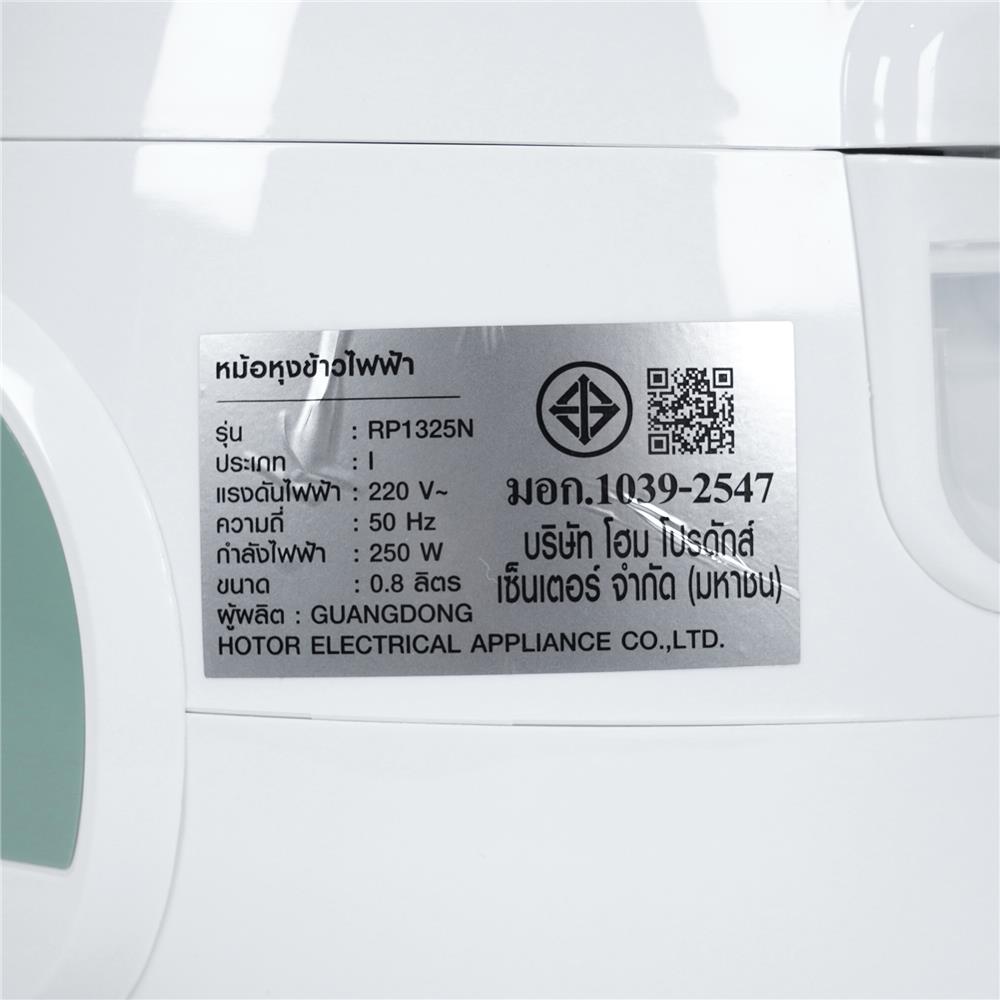 หม้อหุงข้าวไฟฟ้า
รุ่น : RP1325N
ประเภท : I
แรงดันไฟฟ้า : 220 V~
ความถี่ : 50 Hz
กำลังไฟฟ้า : 250 W
ขนาด : 0.8 ลิตร
ผู้ผลิต : GUANGDONG
HOTOR ELECTRICAL APPLIANCE CO.,LTD.
มอก.1039-2547
บริษัท โฮม โปรดักส์
เซ็นเตอร์ จำกัด (มหาชน)